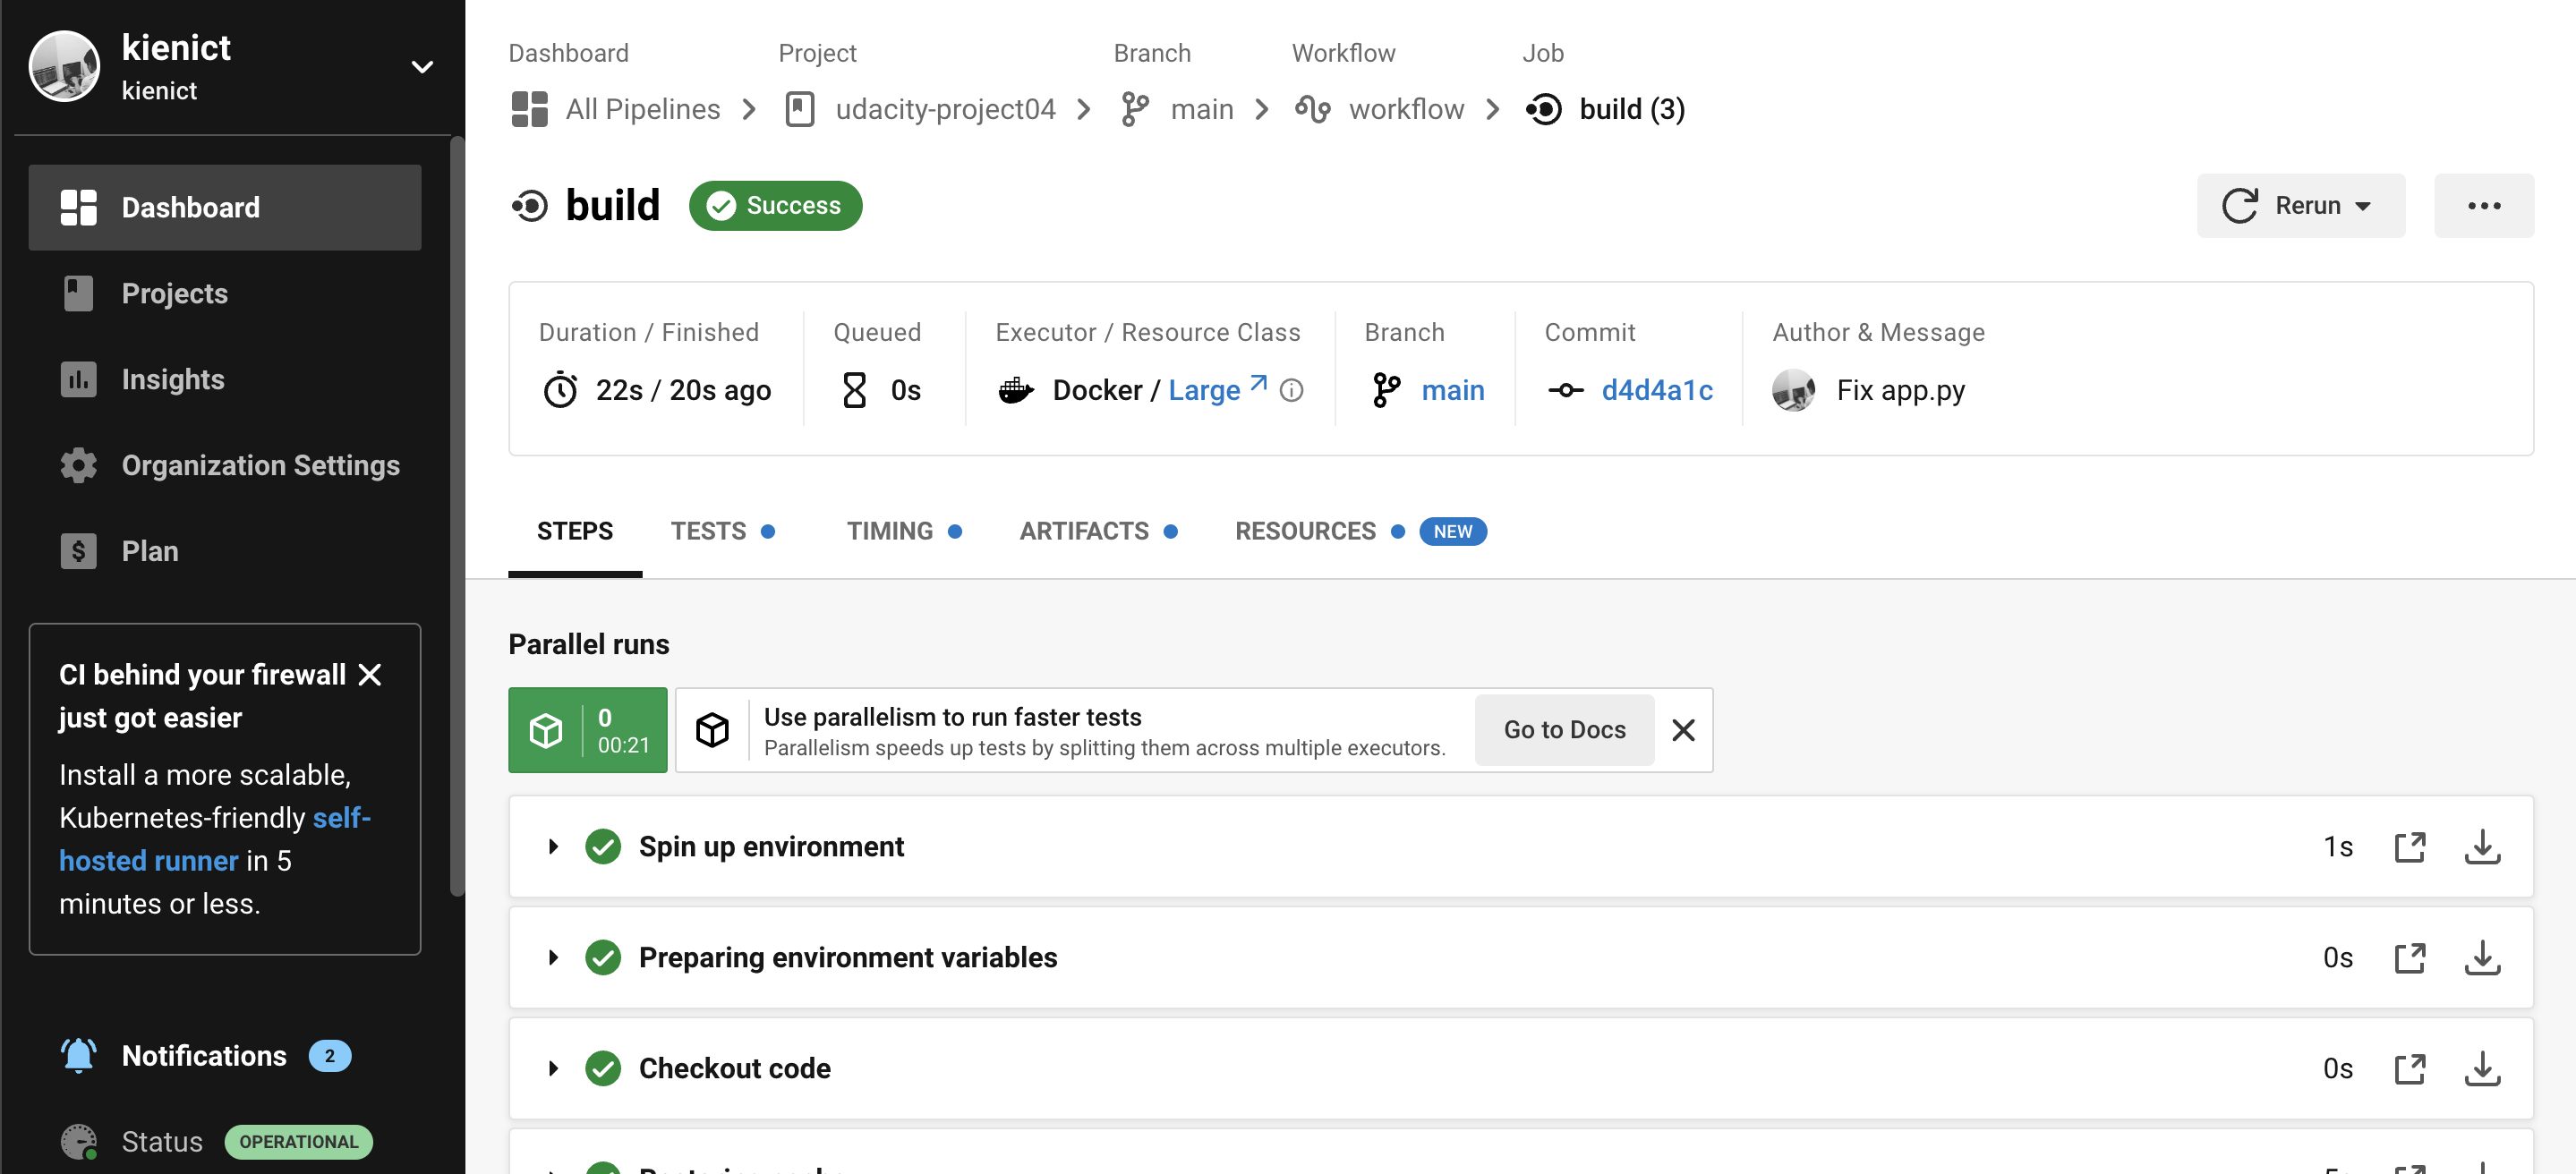 kienict
kienict
Dashboard
Projects
Insights
Organization Settings
Plan
CI behind your firewall
just got easier
Install a more scalable,
Kubernetes-friendly self-
hosted runner in 5
minutes or less.
Notifications 2
Status OPERATIONAL
Dashboard Project Branch Workflow Job
All Pipelines udacity-project04 main workflow build (3)
build Success Rerun
Duration / Finished Queued Executor / Resource Class Branch Commit Author & Message
22s / 20s ago 0s Docker / Large main d4d4a1c Fix app.py
STEPS TESTS TIMING ARTIFACTS RESOURCES NEW
Parallel runs
0
00:21
Use parallelism to run faster tests
Parallelism speeds up tests by splitting them across multiple executors.
Go to Docs
Spin up environment 1s
Preparing environment variables 0s
Checkout code 0s